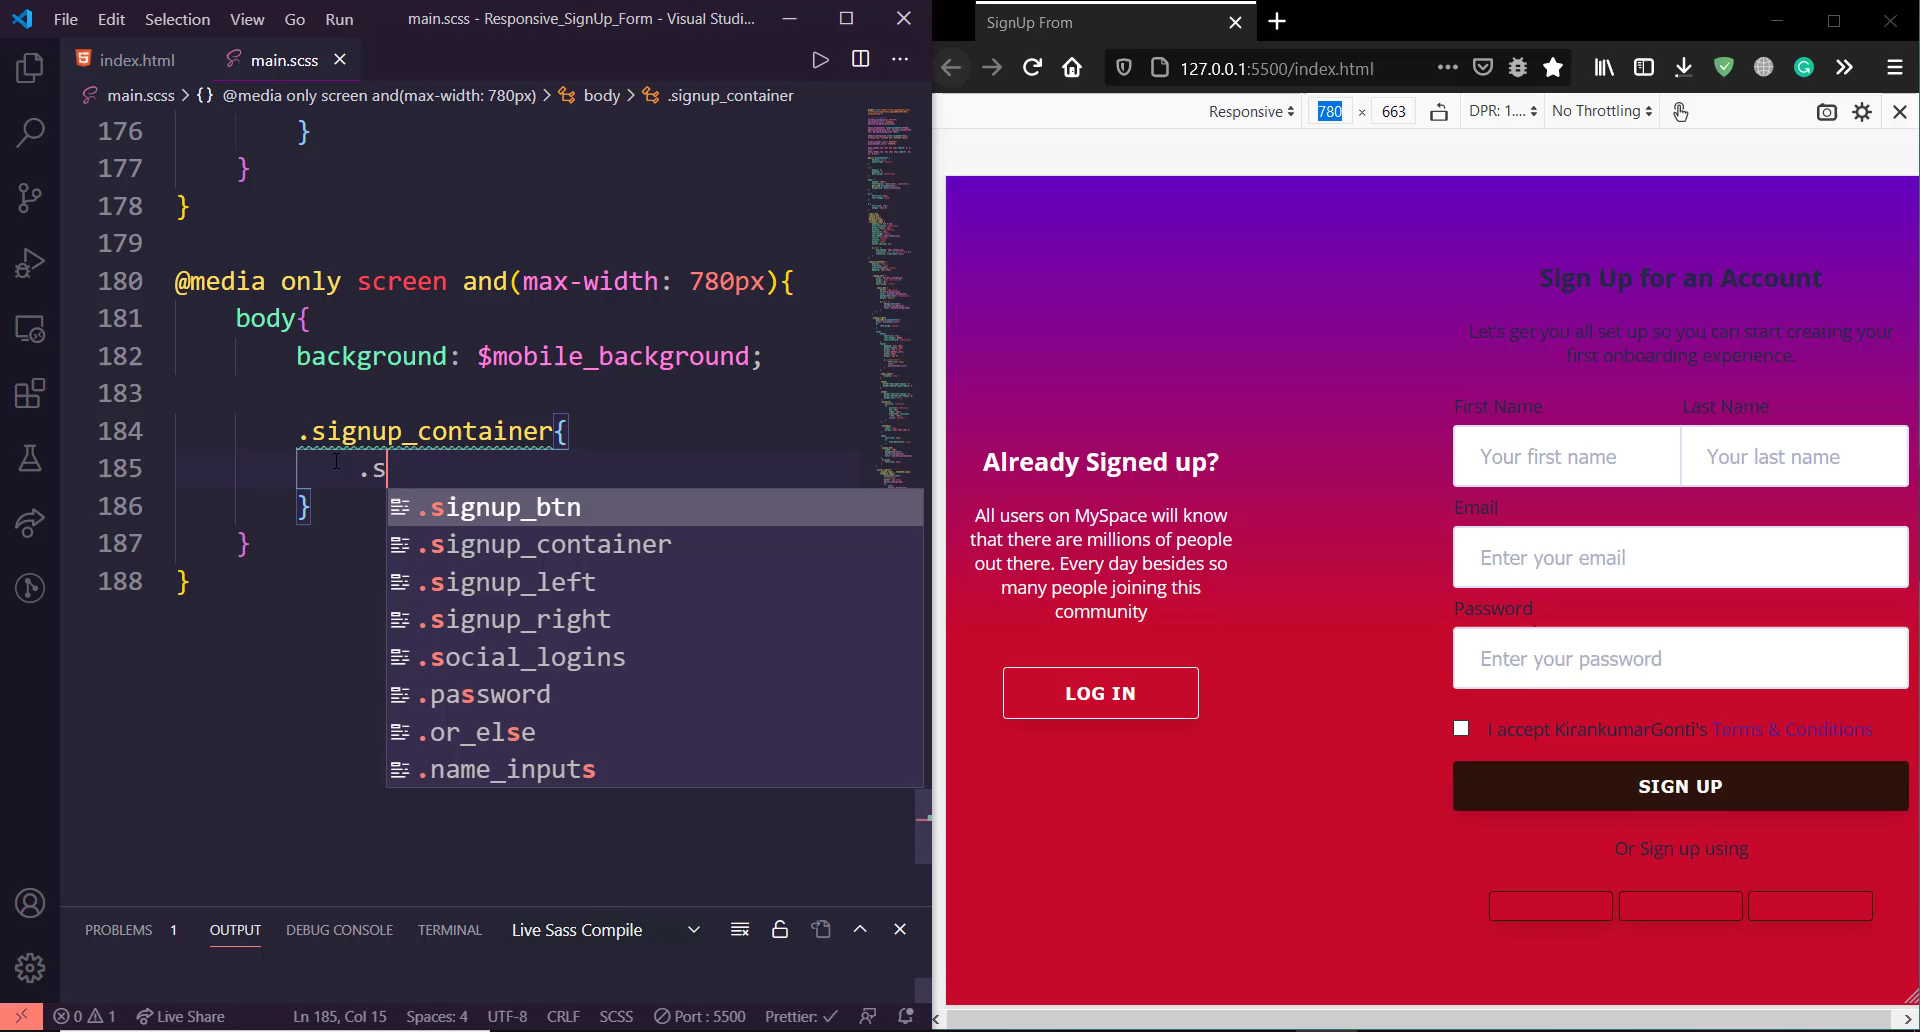 File Edit Selection View Go Run main.scss - Responsive_SignUp_Form - Visual Studi...
index.html main.scss
main.scss > {} @media only screen and(max-width: 780px) > body > .signup_container
176 }
177 }
178 }
179
180 @media only screen and(max-width: 780px){
181 body{
182 background: $mobile_background;
183
184 .signup_container{
185 .s
186 }
187 }
188 }
.signup_btn
.signup_container
.signup_left
.signup_right
.social_logins
.password
.or_else
.name_inputs
PROBLEMS 1 OUTPUT DEBUG CONSOLE TERMINAL Live Sass Compile
0 1 Live Share Ln 185, Col 15 Spaces: 4 UTF-8 CRLF SCSS Port : 5500 Prettier: ✓
SignUp From
127.0.0.1:5500/index.html
Responsive 780 × 663 DPR: 1.... No Throttling
Already Signed up?
All users on MySpace will know
that there are millions of people
out there. Every day besides so
many people joining this
community
LOG IN
Sign Up for an Account
Let's get you all set up so you can start creating your
first onboarding experience.
First Name Last Name
Your first name Your last name
Email
Enter your email
Password
Enter your password
I accept KirankumarGonti's Terms & Conditions
SIGN UP
Or Sign up using